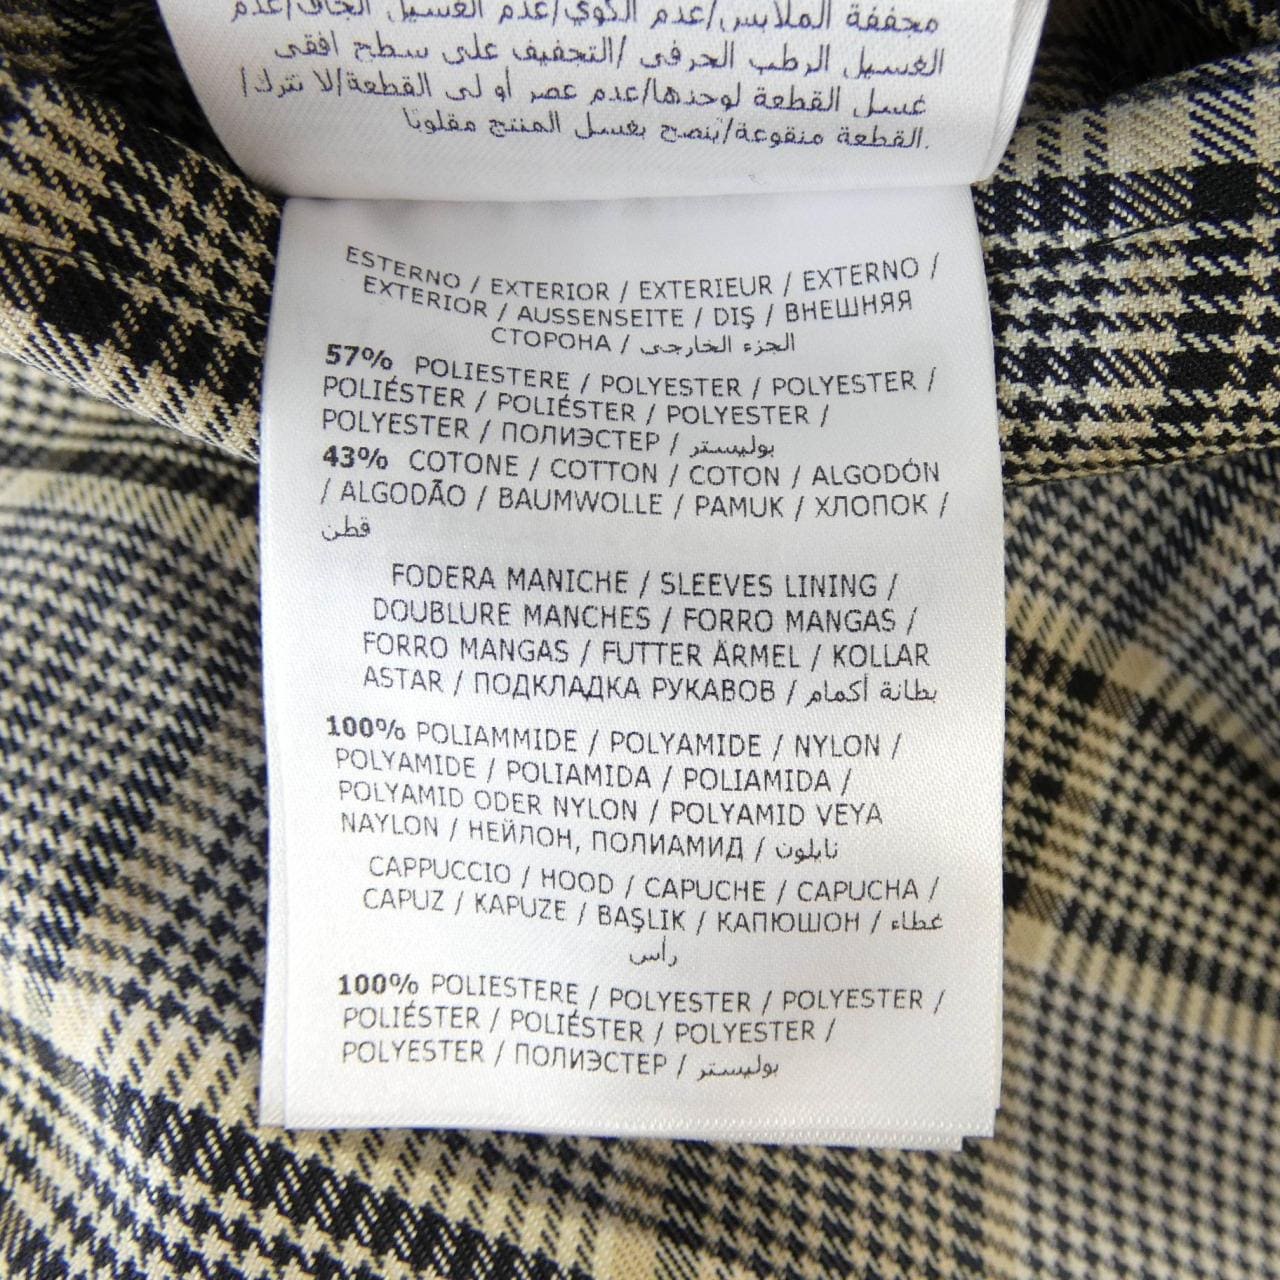 مجففة الملابس/عدم الكوي/عدم الغسيل الجاف/عدم
الغسيل الرطب الحرفي /التجفيف على سطح افقي
غسل القطعة لوحدها/عدم عصر أو لي القطعة/لا تترك/
القطعة منقوعة/ينصح بغسل المنتج مقلوبًا.
ESTERNO / EXTERIOR / EXTERIEUR / EXTERNO /
EXTERIOR / AUSSENSEITE / DIŞ / ВНЕШНЯЯ
СТОРОНА / الجزء الخارجي
57% POLIESTERE / POLYESTER / POLYESTER /
POLIÉSTER / POLIÉSTER / POLYESTER /
POLYESTER / ПОЛИЭСТЕР / بوليستر
43% COTONE / COTTON / COTON / ALGODÓN
/ ALGODÃO / BAUMWOLLE / PAMUK / ХЛОПОК /
قطن
FODERA MANICHE / SLEEVES LINING /
DOUBLURE MANCHES / FORRO MANGAS /
FORRO MANGAS / FUTTER ÄRMEL / KOLLAR
ASTAR / ПОДКЛАДКА РУКАВОВ / بطانة أكمام
100% POLIAMMIDE / POLYAMIDE / NYLON /
POLYAMIDE / POLIAMIDA / POLIAMIDA /
POLYAMID ODER NYLON / POLYAMID VEYA
NAYLON / НЕЙЛОН, ПОЛИАМИД / نايلون
CAPPUCCIO / HOOD / CAPUCHE / CAPUCHA /
CAPUZ / KAPUZE / BAŞLIK / КАПЮШОН / غطاء
رأس
100% POLIESTERE / POLYESTER / POLYESTER /
POLIÉSTER / POLIÉSTER / POLYESTER /
POLYESTER / ПОЛИЭСТЕР / بوليستر